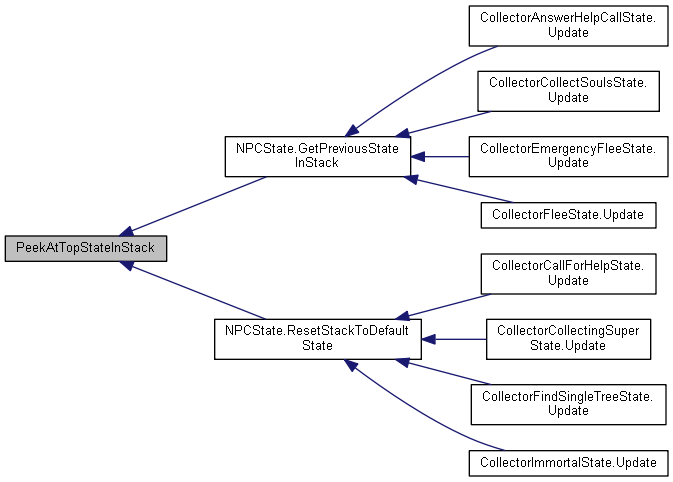 CollectorAnswerHelpCallState.
Update
CollectorCollectSoulsState.
Update
NPCState.GetPreviousState
InStack
CollectorEmergencyFleeState.
Update
CollectorFleeState.Update
PeekAtTopStateInStack
CollectorCallForHelpState.
Update
NPCState.ResetStackToDefault
State
CollectorCollectingSuper
State.Update
CollectorFindSingleTreeState.
Update
CollectorImmortalState.Update